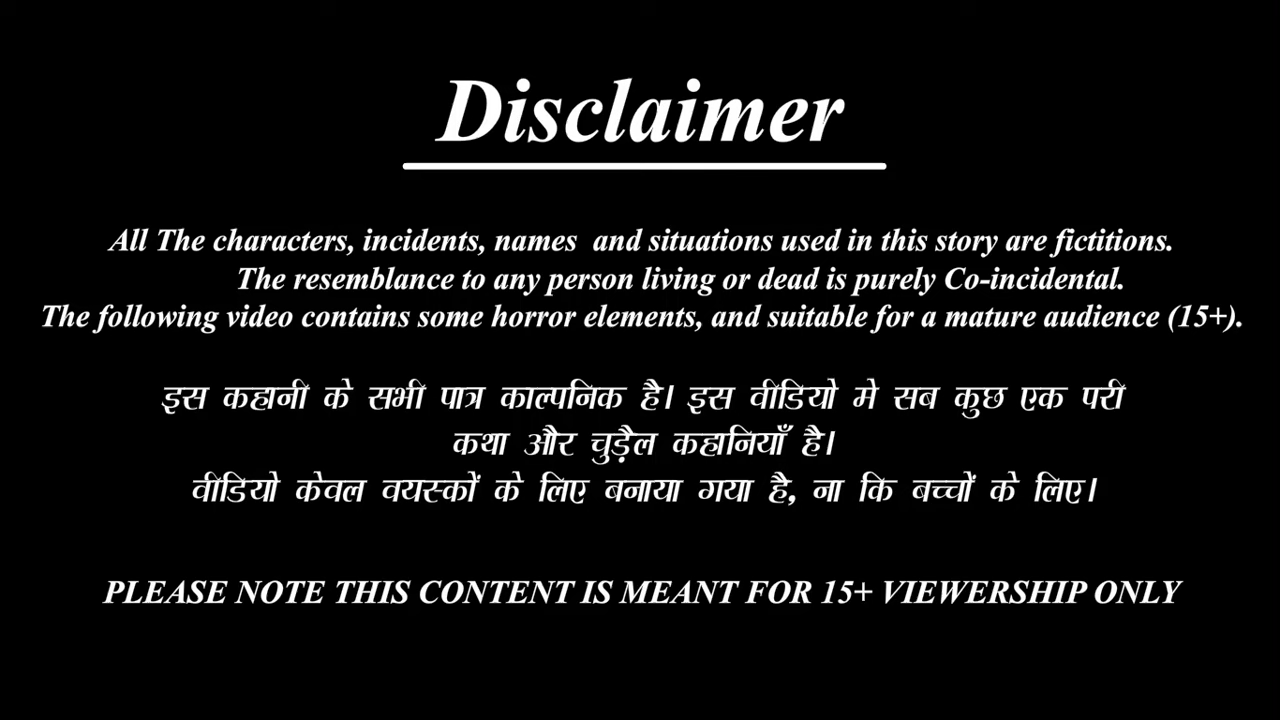 Disclaimer
All The characters, incidents, names and situations used in this story are fictitions.
The resemblance to any person living or dead is purely Co-incidental.
The following video contains some horror elements, and suitable for a mature audience (15+).
इस कहानी के सभी पात्र काल्पनिक है। इस वीडियो मे सब कुछ एक परी
कथा और चुड़ैल कहानियाँ है।
वीडियो केवल वयस्कों के लिए बनाया गया है, ना कि बच्चों के लिए।
PLEASE NOTE THIS CONTENT IS MEANT FOR 15+ VIEWERSHIP ONLY